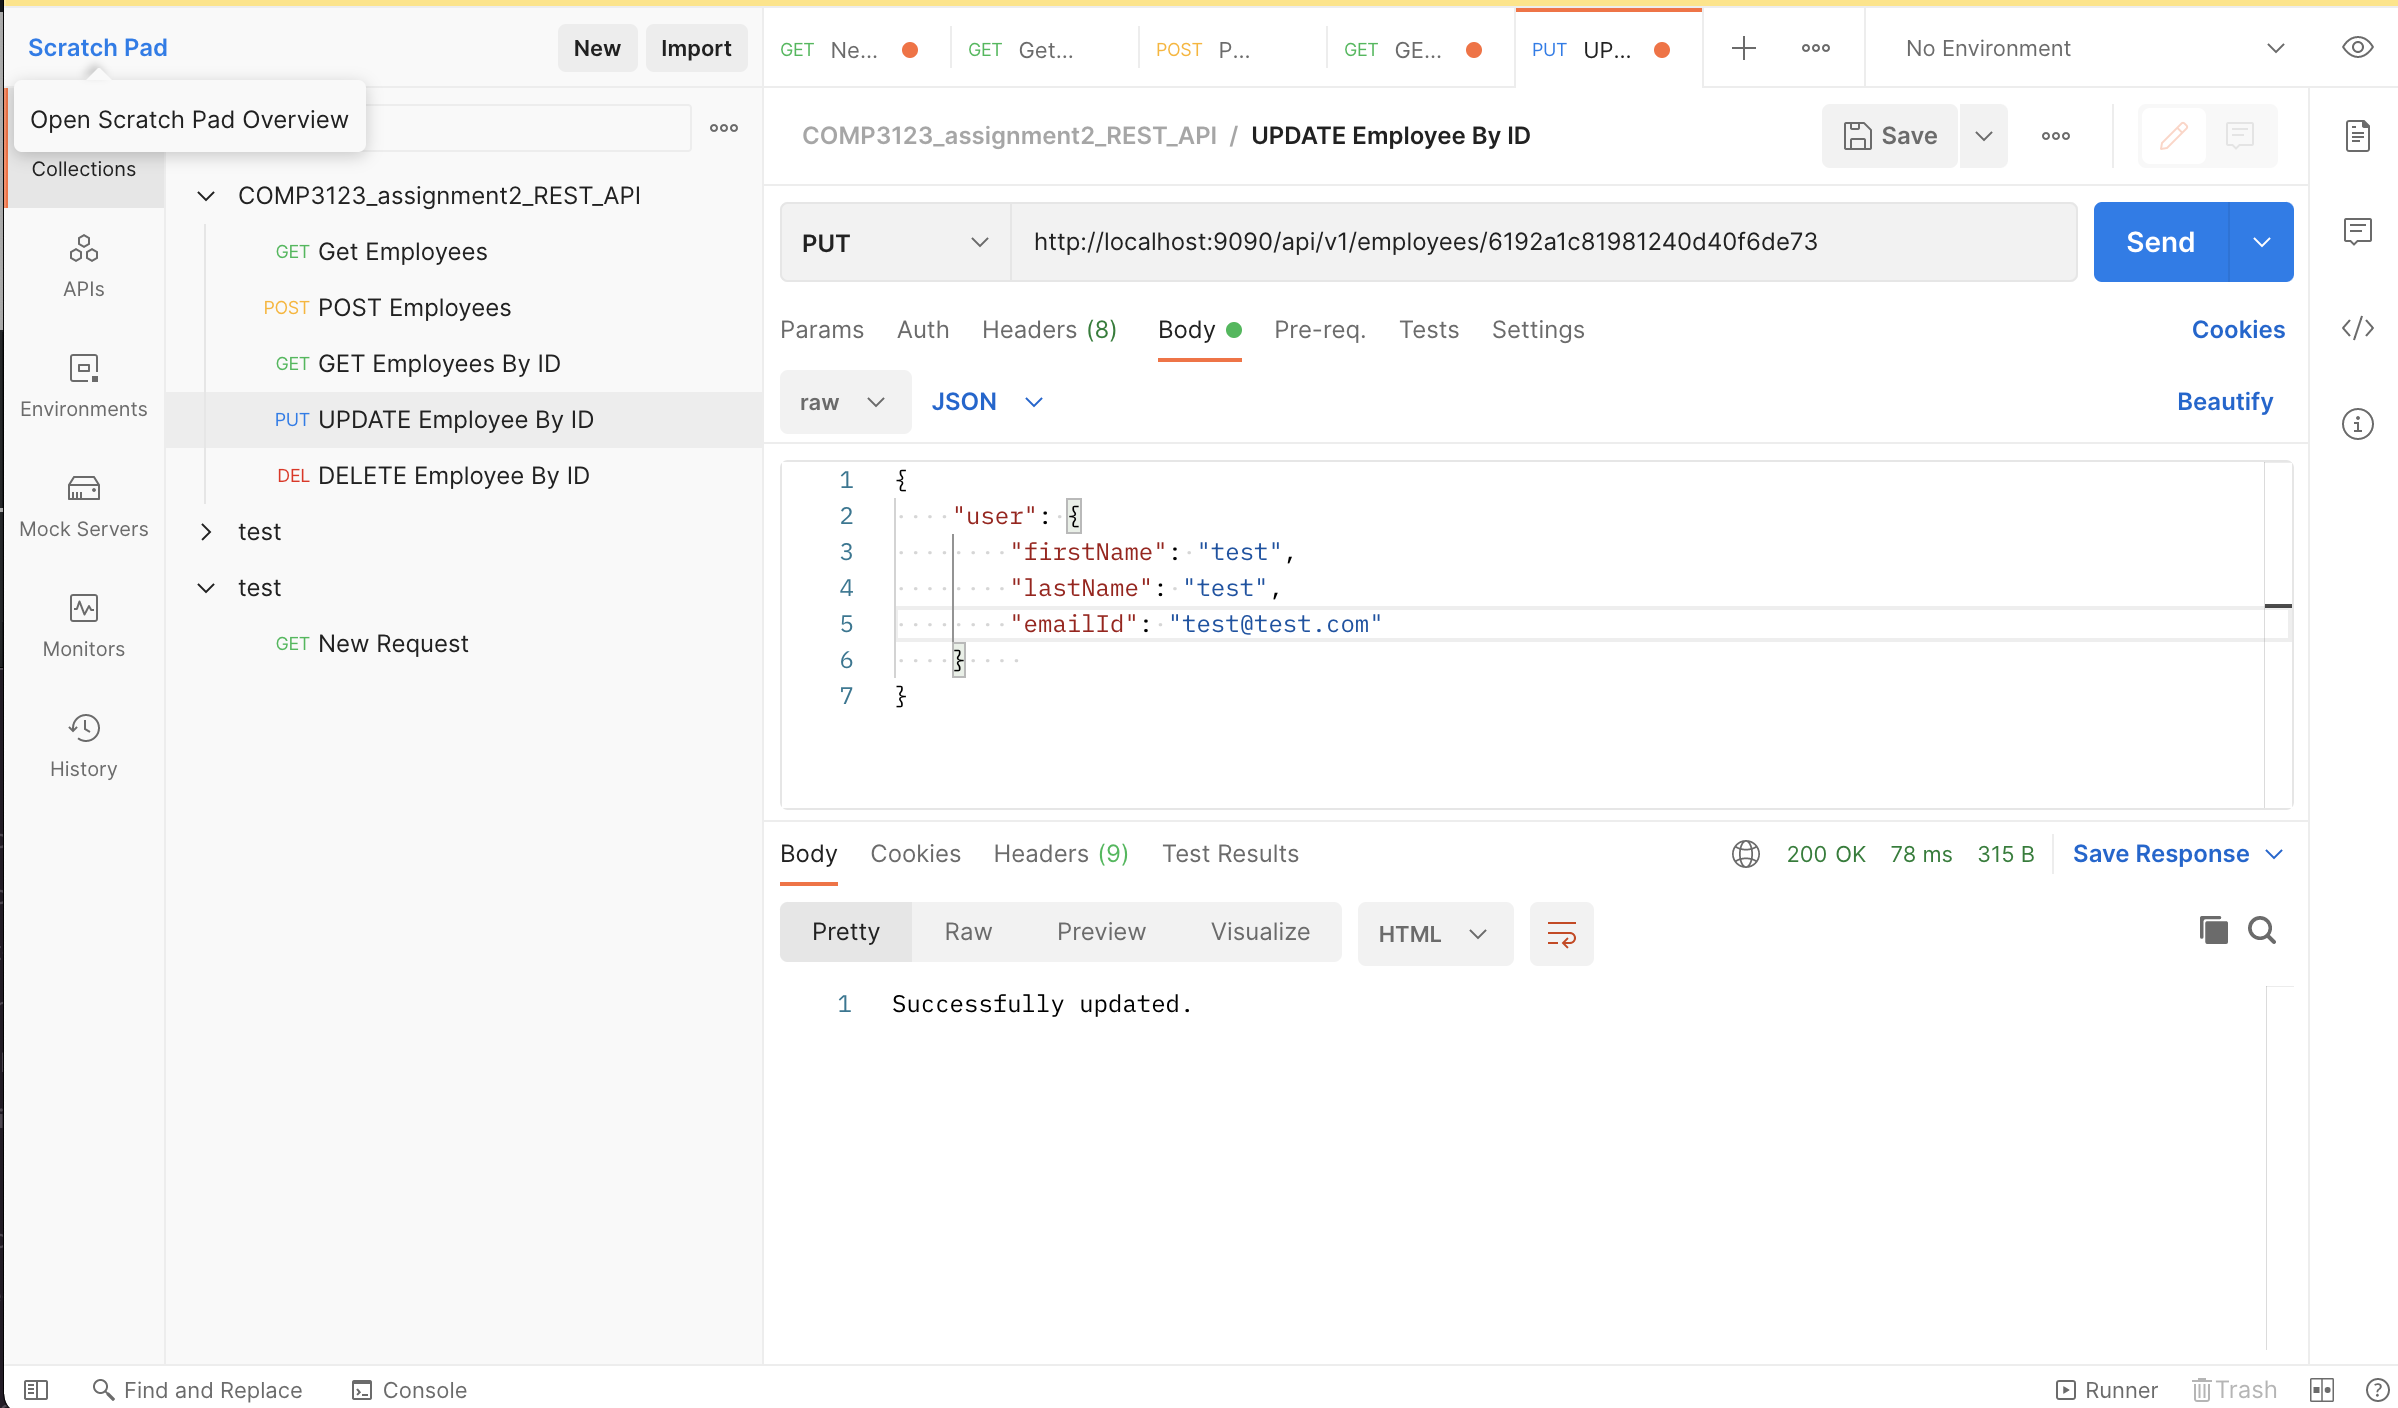 Scratch Pad
New
Import
Open Scratch Pad Overview
Collections
APIs
Environments
Mock Servers
Monitors
History
COMP3123_assignment2_REST_API
GET Get Employees
POST POST Employees
GET GET Employees By ID
PUT UPDATE Employee By ID
DEL DELETE Employee By ID
test
test
GET New Request
GET Ne...
GET Get...
POST P...
GET GE...
PUT UP...
No Environment
COMP3123_assignment2_REST_API / UPDATE Employee By ID
Save
PUT
http://localhost:9090/api/v1/employees/6192a1c81981240d40f6de73
Send
Params Auth Headers (8) Body Pre-req. Tests Settings
Cookies
raw
JSON
Beautify
1 {
2 "user": {
3 "firstName": "test",
4 "lastName": "test",
5 "emailId": "test@test.com"
6 }
7 }
Body Cookies Headers (9) Test Results
200 OK 78 ms 315 B
Save Response
Pretty Raw Preview Visualize
HTML
1 Successfully updated.
Find and Replace
Console
Runner
Trash